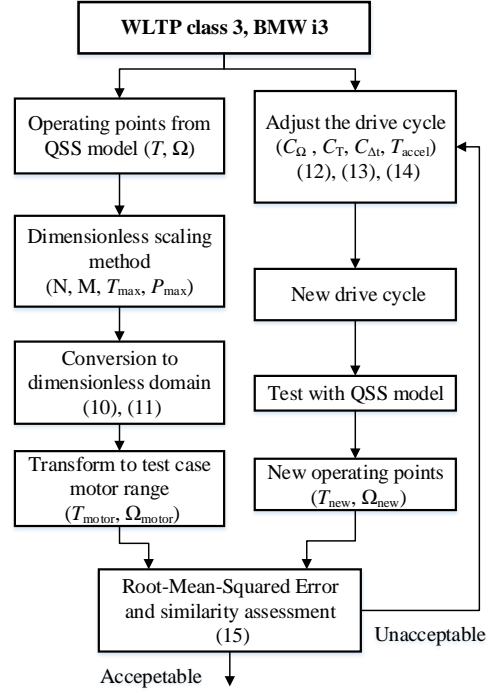 WLTP class 3, BMW i3
Operating points from
QSS model (T, Ω)
Dimensionless scaling
method
(N, M, Tmax, Pmax)
Conversion to
dimensionless domain
(10), (11)
Transform to test case
motor range
(Tmotor, Ωmotor)
Adjust the drive cycle
(CΩ , CT, CΔt, Taccel)
(12), (13), (14)
New drive cycle
Test with QSS model
New operating points
(Tnew, Ωnew)
Root-Mean-Squared Error
and similarity assessment
(15)
Unacceptable
Accepetable